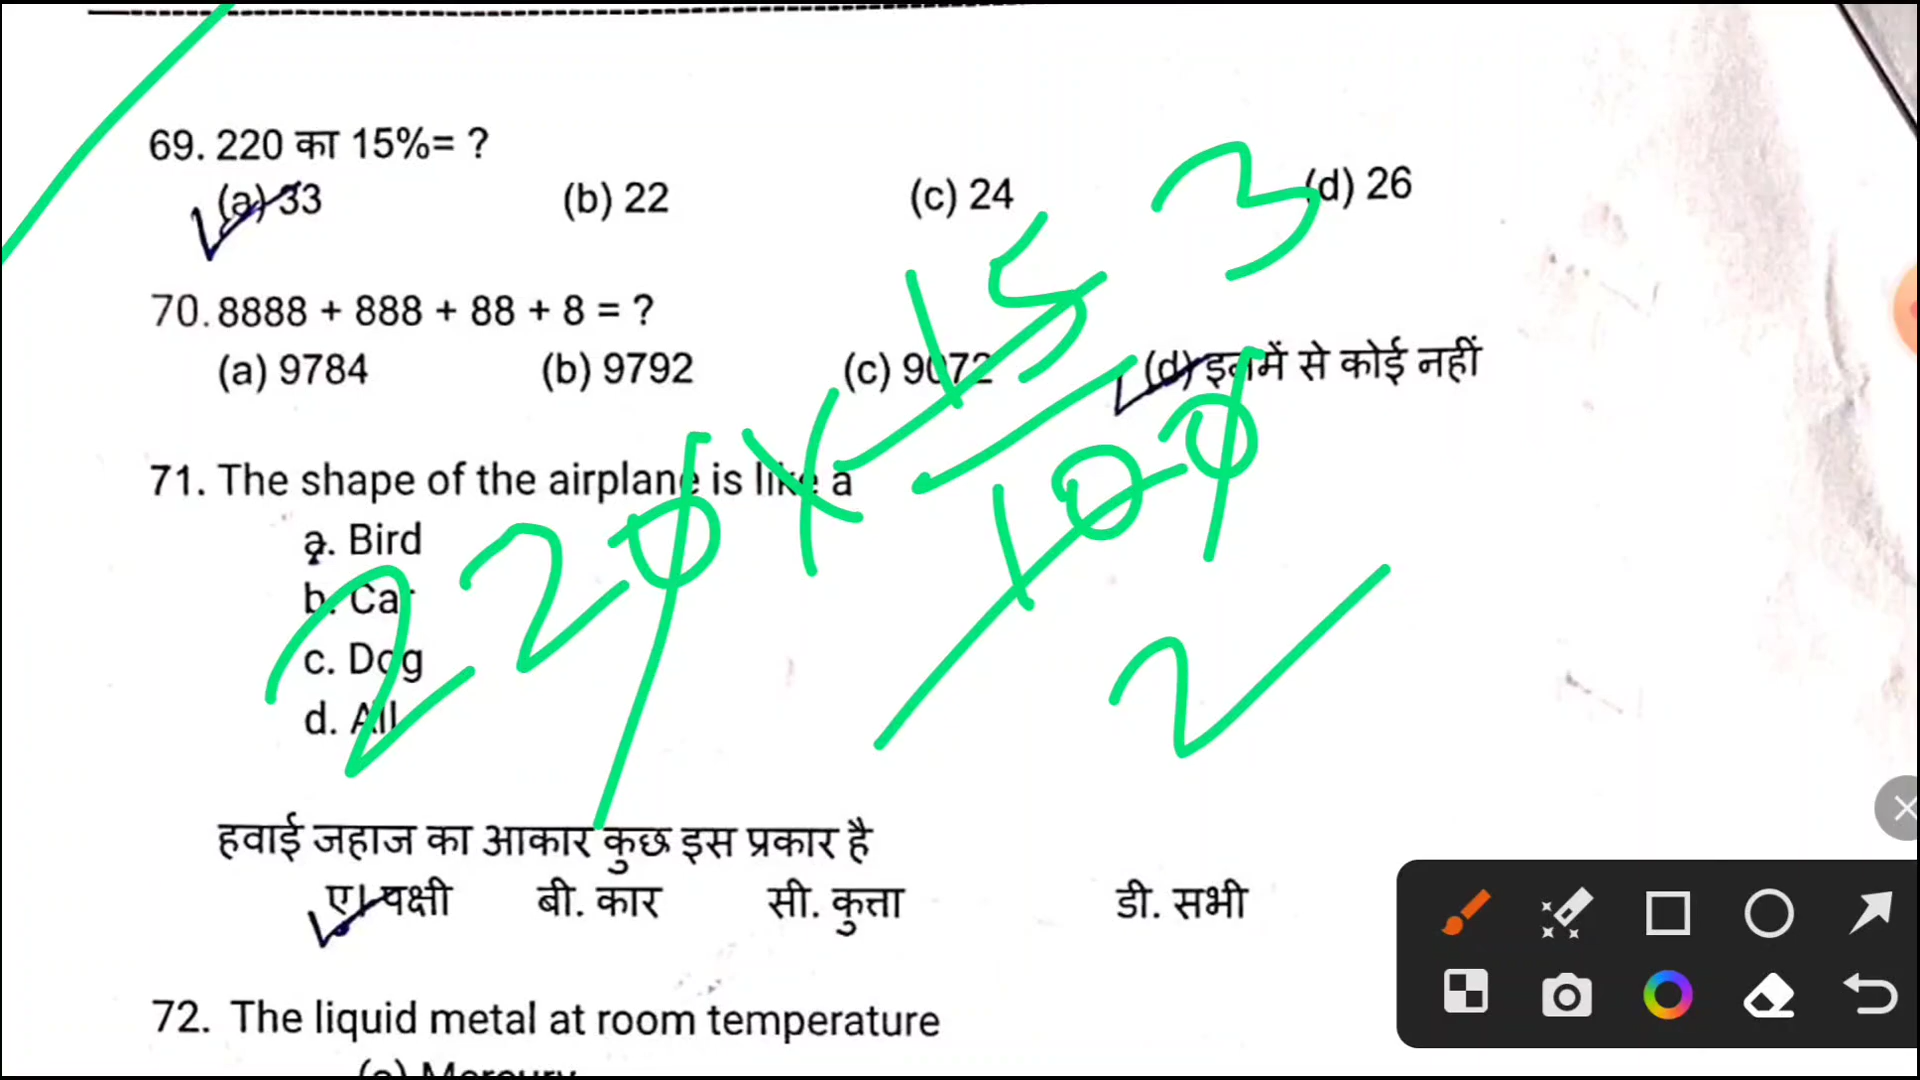 69. 220 का 15%= ?
(a) 33 (b) 22 (c) 24 (d) 26
3
15
70. 8888 + 888 + 88 + 8 = ?
(a) 9784 (b) 9792 (c) 9072 (d) इनमें से कोई नहीं
220 X 100
71. The shape of the airplane is like a
a. Bird
b. Car
c. Dog
d. All
2
हवाई जहाज का आकार कुछ इस प्रकार है
ए। पक्षी बी. कार सी. कुत्ता डी. सभी
72. The liquid metal at room temperature
(a) Mercury